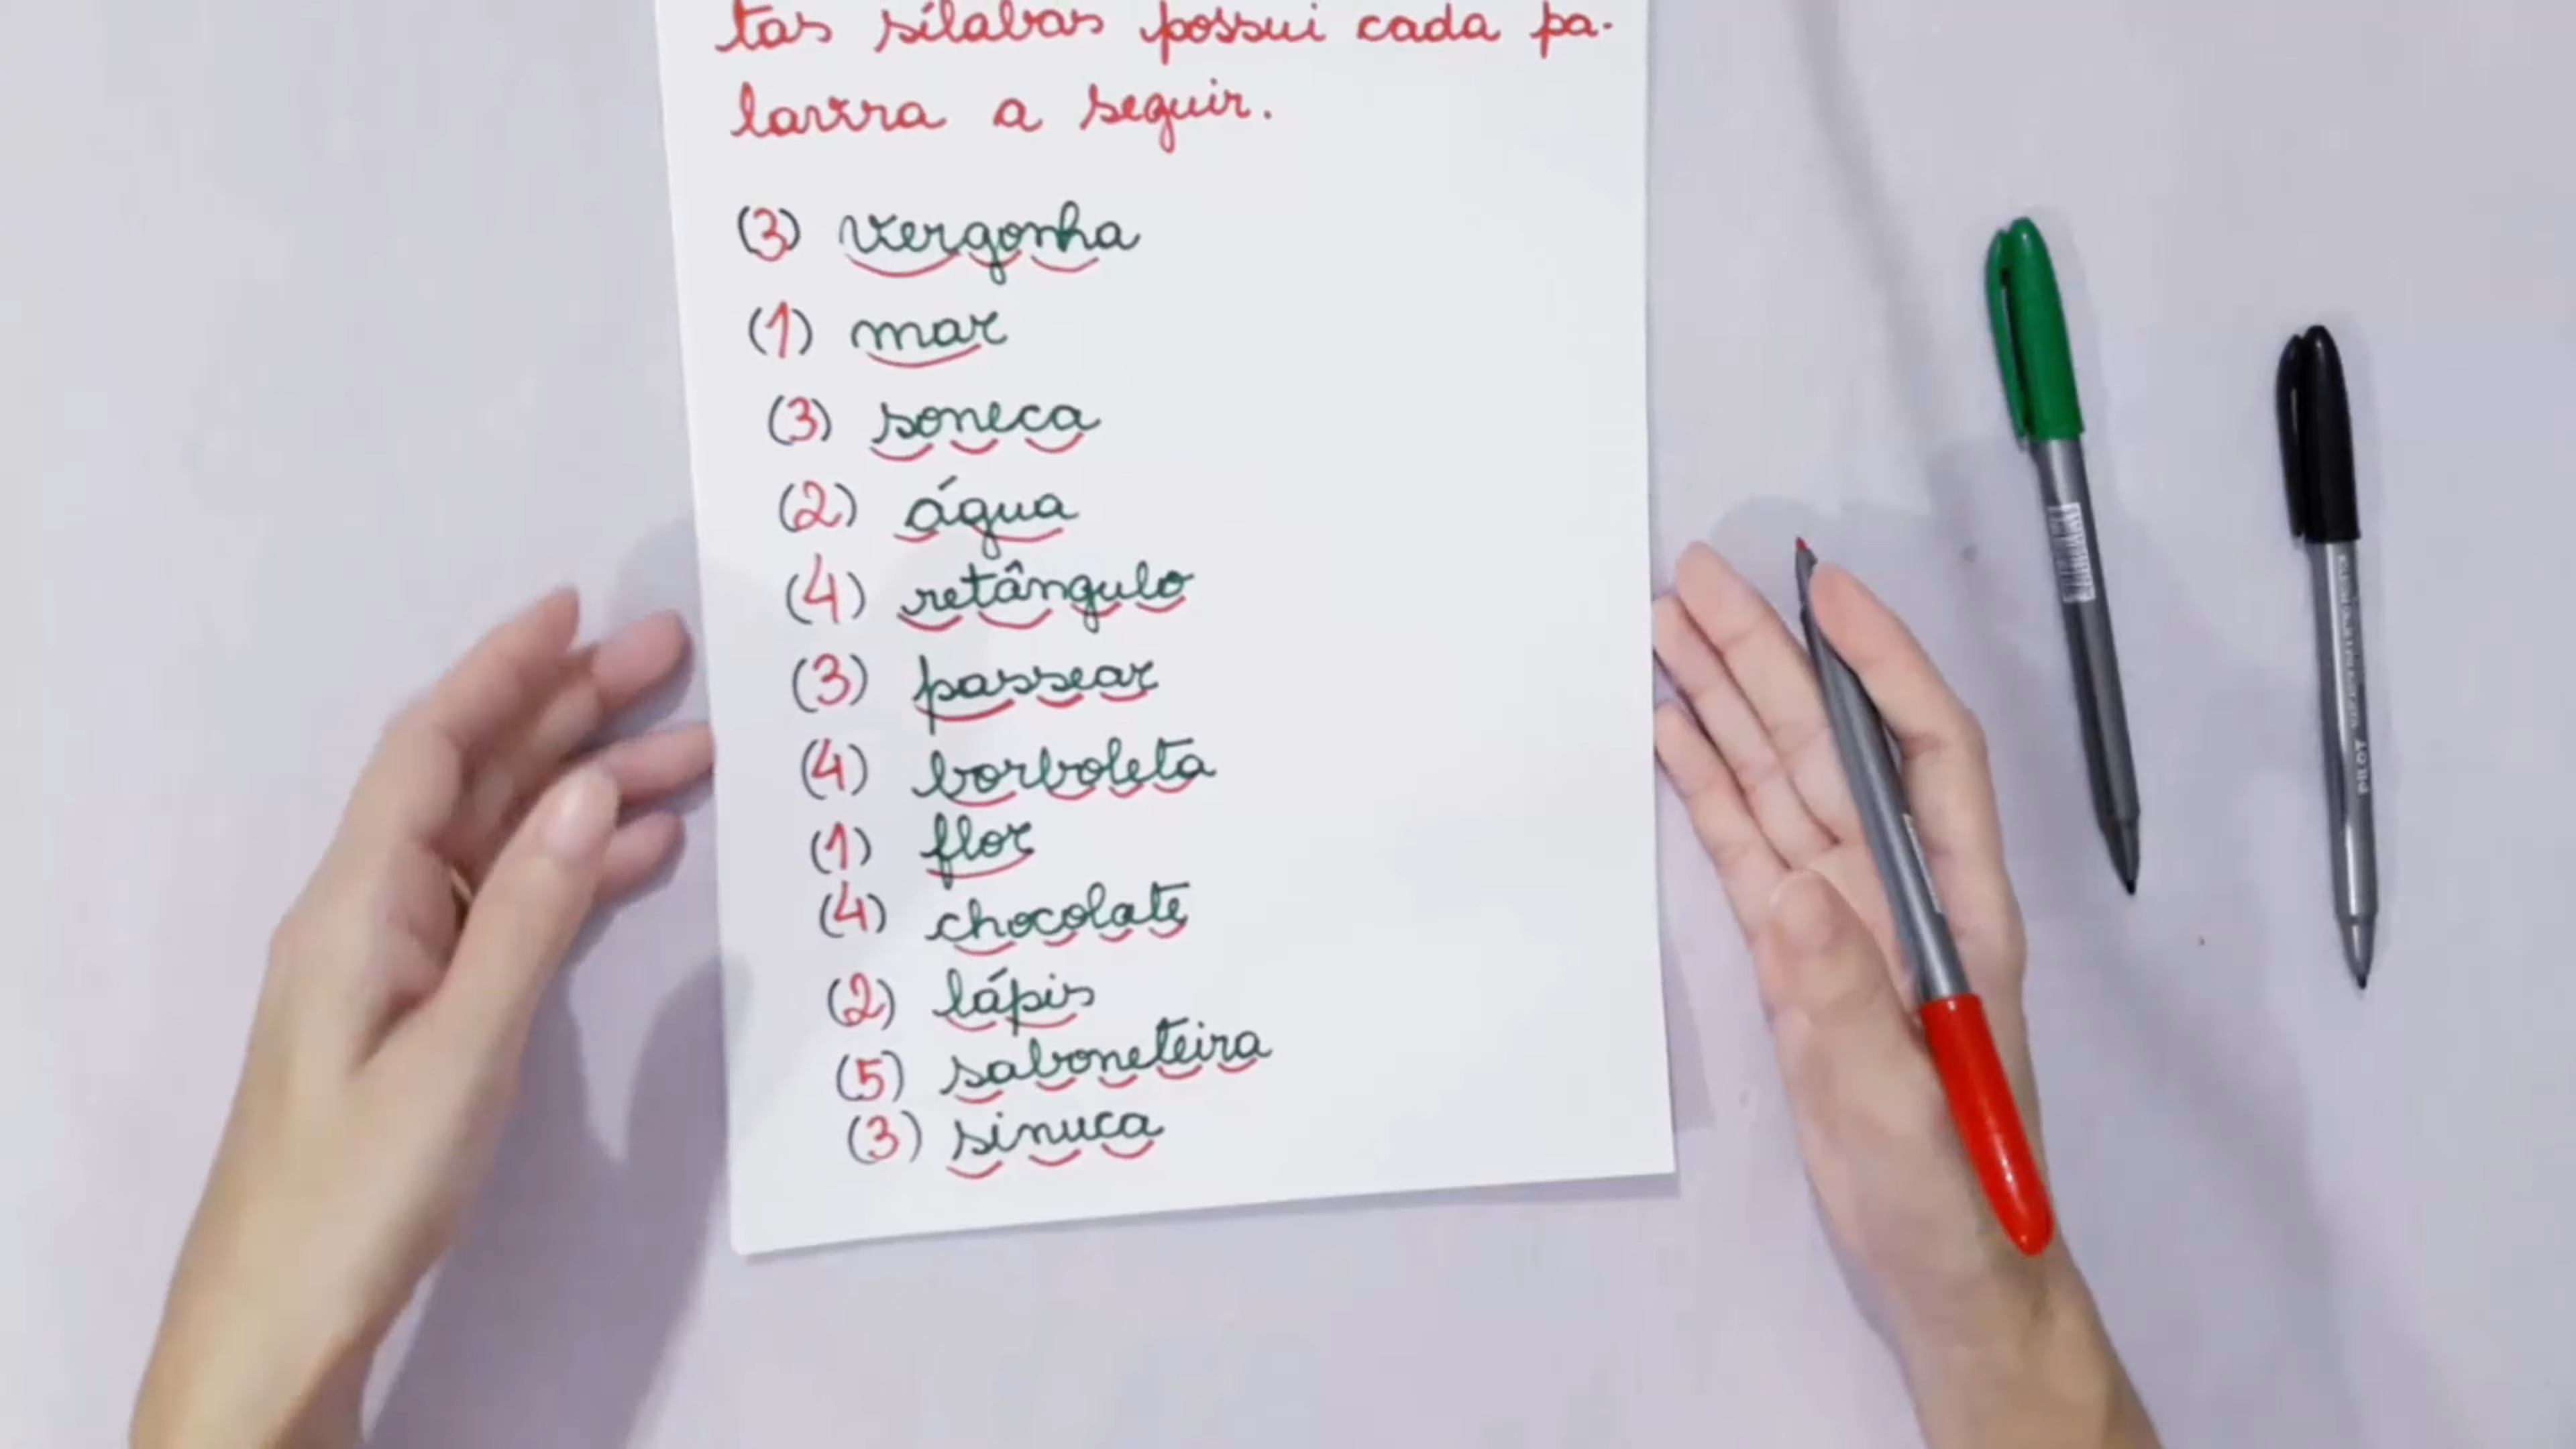 tas sílabas possui cada pa-
lavra a seguir.
(3) vergonha
(1) mar
(3) soneca
(2) água
(4) retângulo
(3) passear
(4) borboleta
(1) flor
(4) chocolate
(2) lápis
(5) saboneteira
(3) sinuca
PILOT